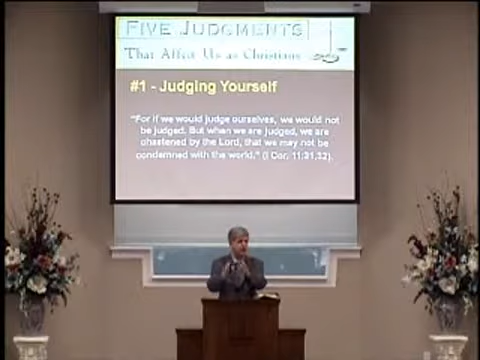 FIVE JUDGMENTS
That Affect Us as Christians
#1 - Judging Yourself
"For if we would judge ourselves, we would not
be judged. But when we are judged, we are
chastened by the Lord, that we may not be
condemned with the world." (I Cor. 11:31,32).